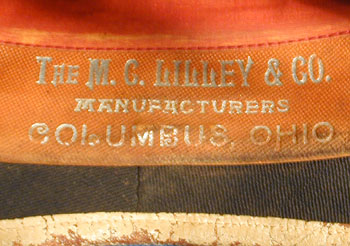 THE M. C. LILLEY & CO.
MANUFACTURERS
COLUMBUS, OHIO